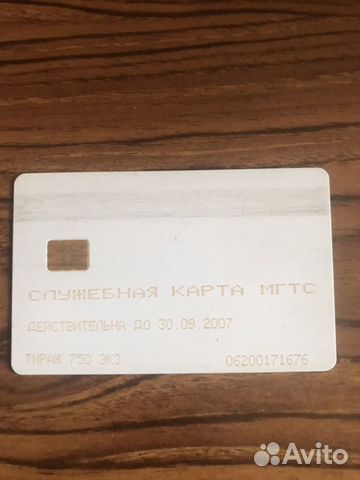 СЛУЖЕБНАЯ КАРТА МГТС
ДЕЙСТВИТЕЛЬНА ДО 30.09.2007
ТИРАЖ 750 ЭКЗ 06200171676
Avito